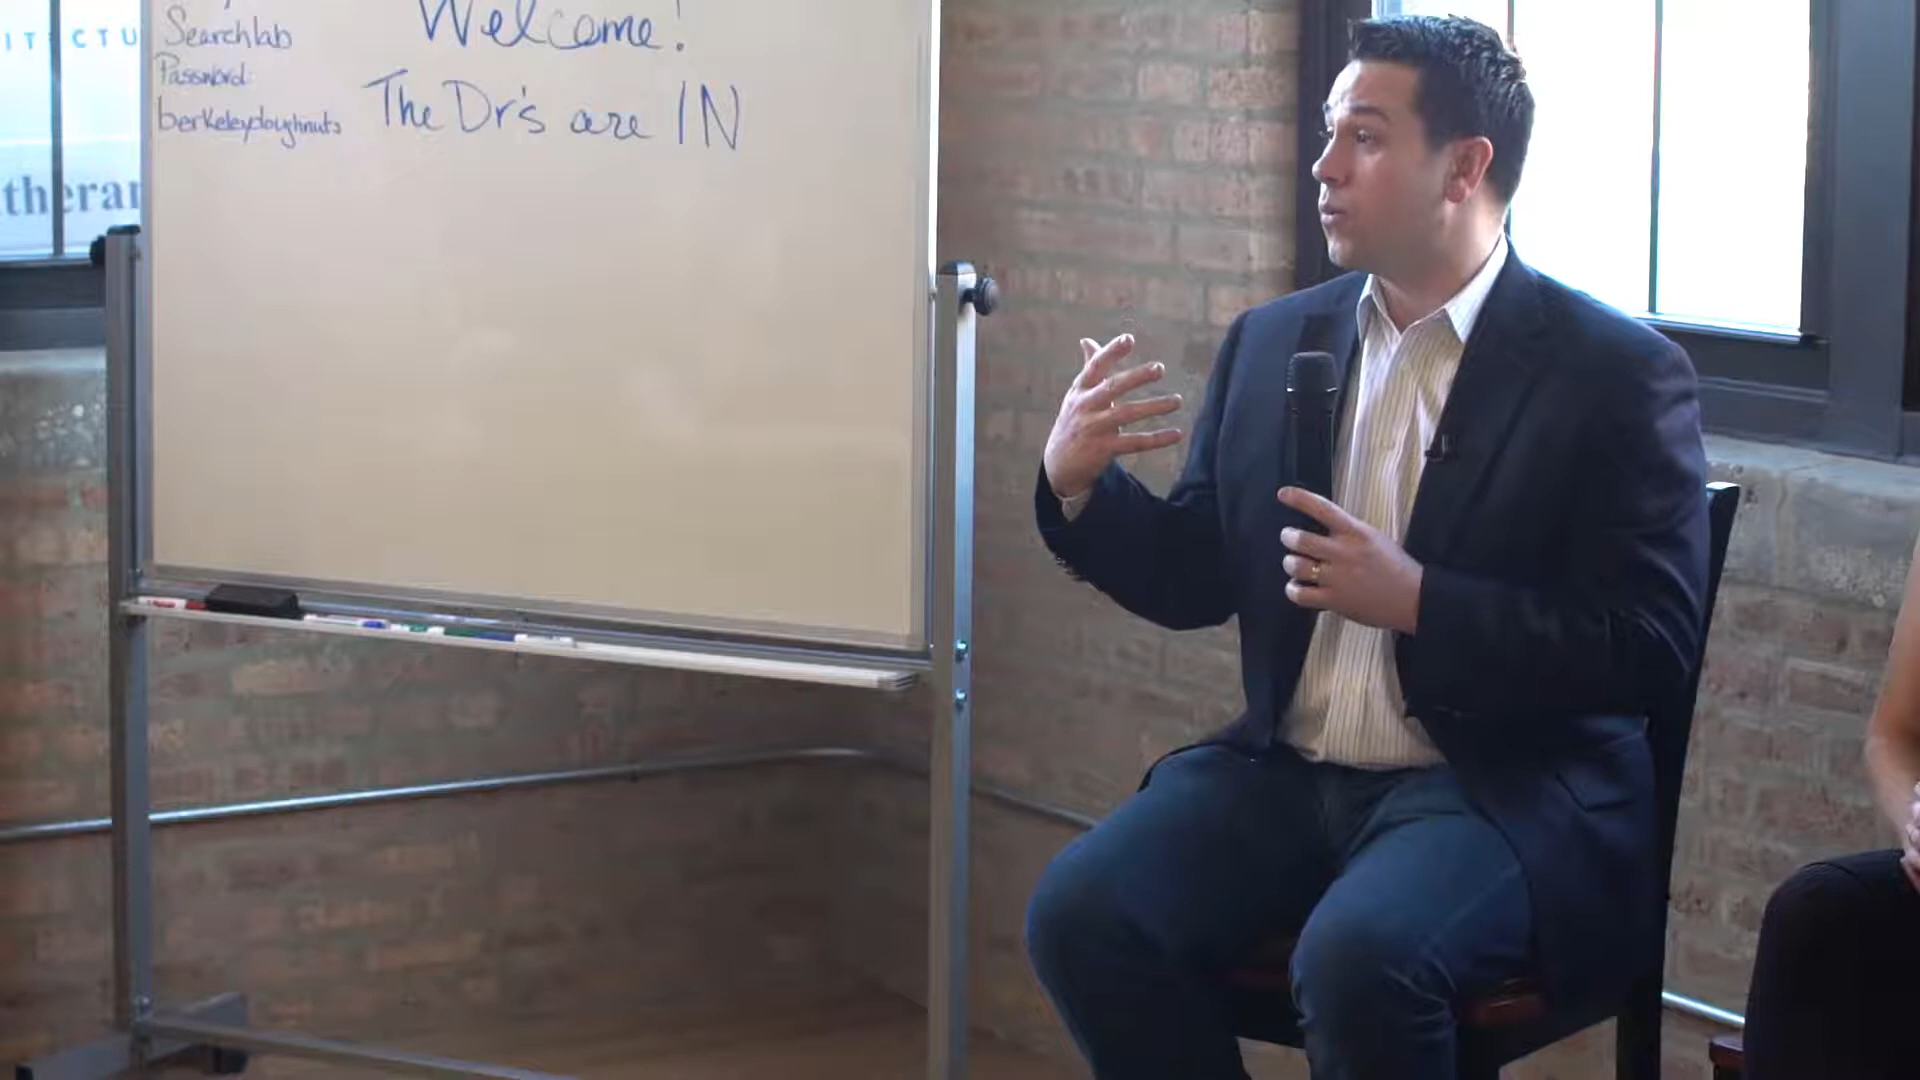 Searchlab
Password
berkeleydoughnuts
Welcome!
The Dr's are IN